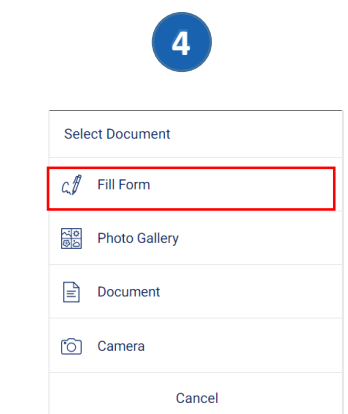 4
Select Document
Fill Form
Photo Gallery
Document
Camera
Cancel